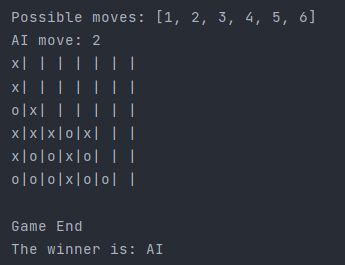 Possible moves: [1, 2, 3, 4, 5, 6]
AI move: 2
x| | | | | | |
x| | | | | | |
o|x| | | | | |
x|x|x|o|x| | |
x|o|o|x|o| | |
o|o|o|x|o|o| |
Game End
The winner is: AI